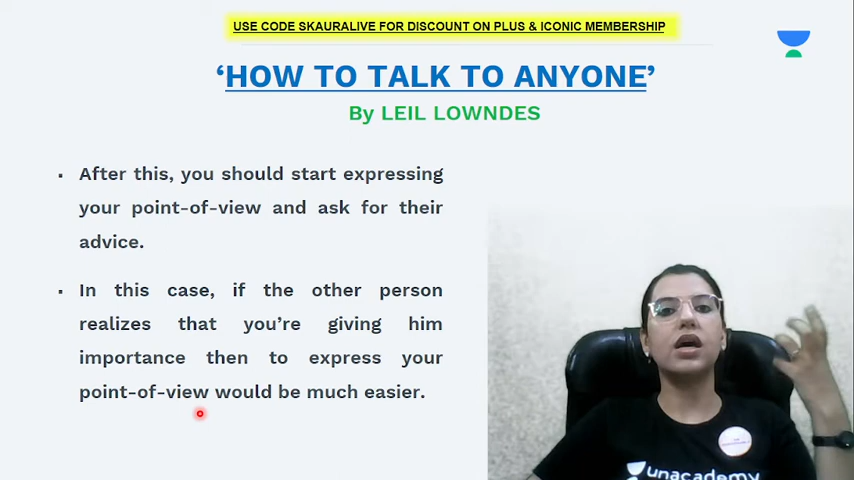 USE CODE SKAURALIVE FOR DISCOUNT ON PLUS & ICONIC MEMBERSHIP
‘HOW TO TALK TO ANYONE’
By LEIL LOWNDES
▪ After this, you should start expressing
your point-of-view and ask for their
advice.
▪ In this case, if the other person
realizes that you’re giving him
importance then to express your
point-of-view would be much easier.
unacademy